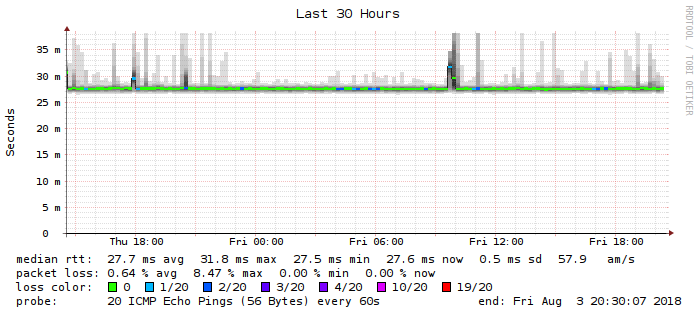 Last 30 Hours
RRDTOOL / TOBI OETIKER
Seconds
35 m
30 m
25 m
20 m
15 m
10 m
5 m
0
Thu 18:00 Fri 00:00 Fri 06:00 Fri 12:00 Fri 18:00
median rtt: 27.7 ms avg 31.8 ms max 27.5 ms min 27.6 ms now 0.5 ms sd 57.9 am/s
packet loss: 0.64 % avg 8.47 % max 0.00 % min 0.00 % now
loss color: 0 1/20 2/20 3/20 4/20 10/20 19/20
probe: 20 ICMP Echo Pings (56 Bytes) every 60s end: Fri Aug 3 20:30:07 2018